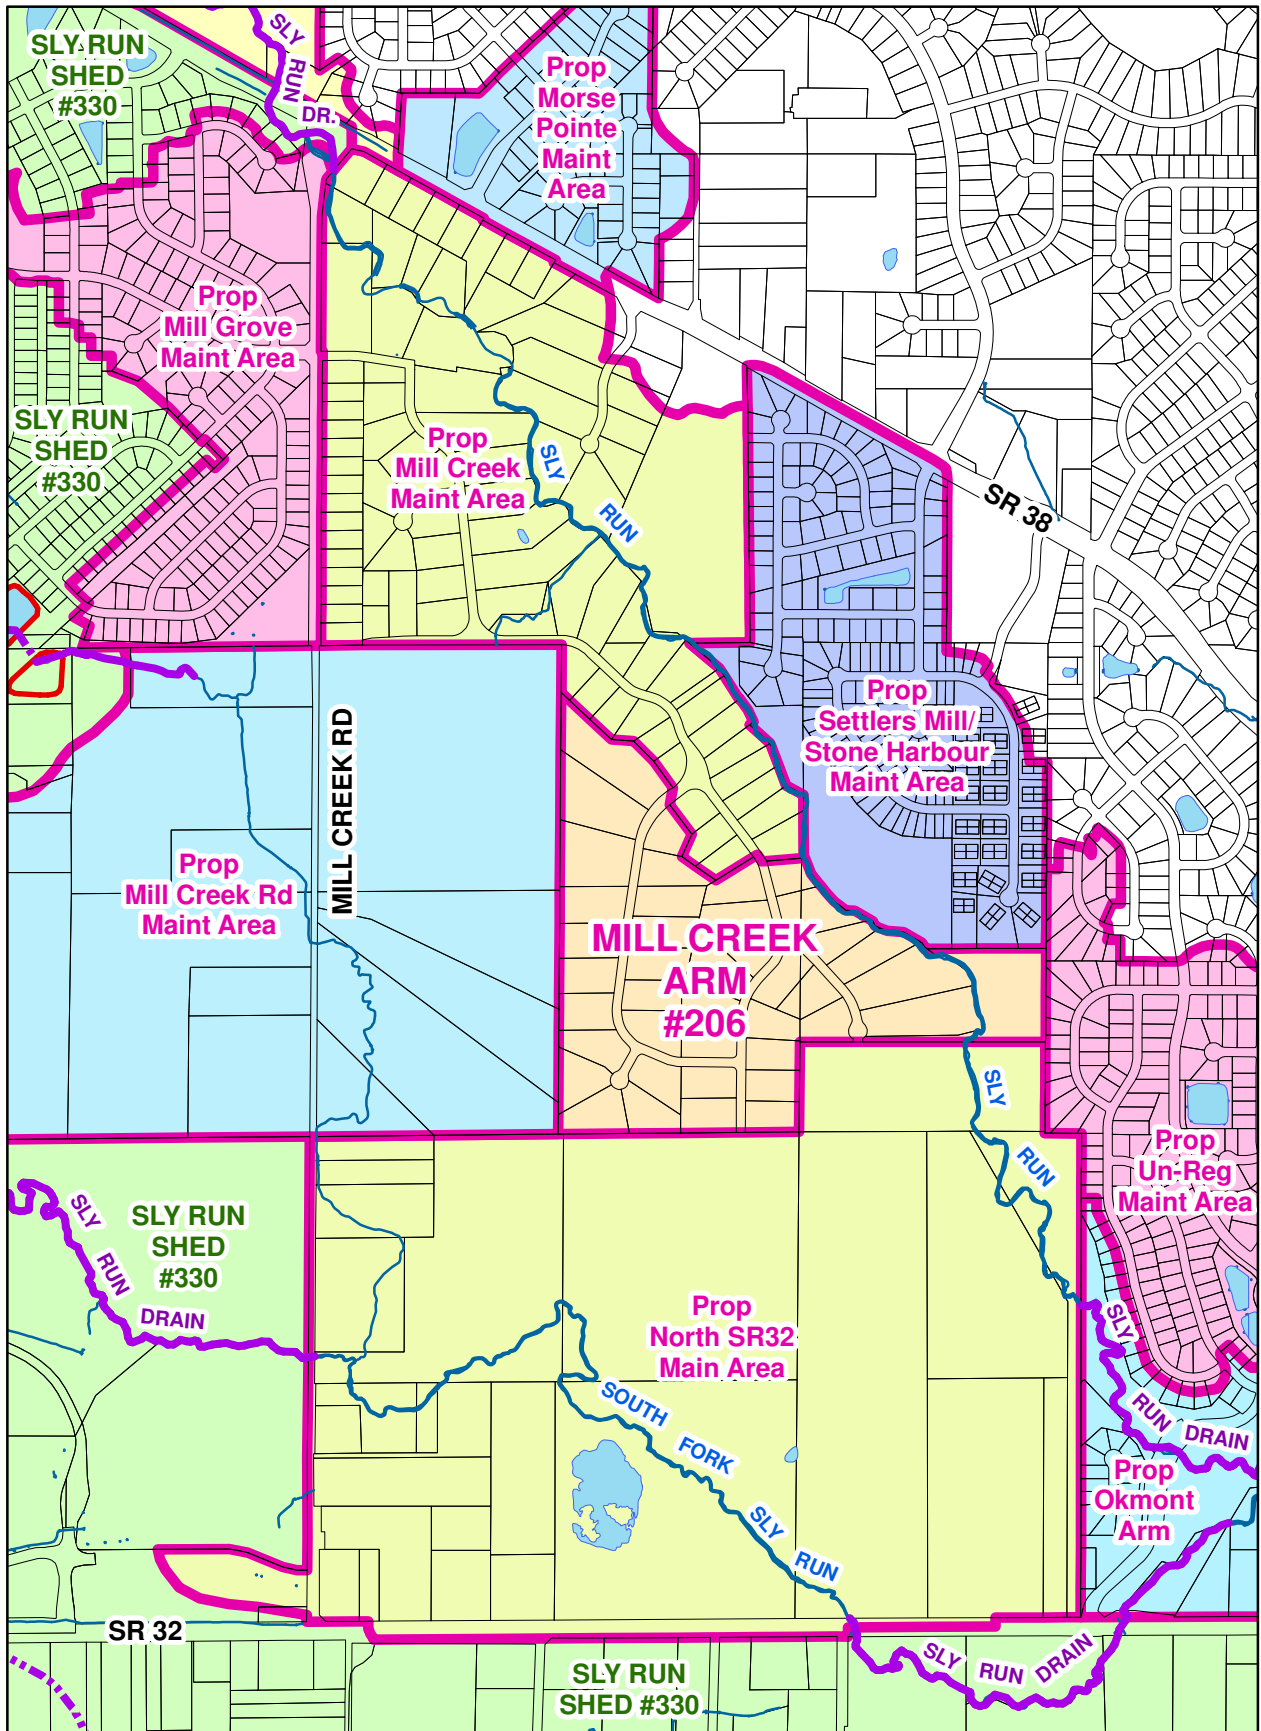 SLY
RUN
DR.
SLY RUN
SHED
#330
Prop
Morse
Pointe
Maint
Area
Prop
Mill Grove
Maint Area
SLY RUN
SHED
#330
Prop
Mill Creek
Maint Area
SLY
RUN
SR 38
Prop
Settlers Mill/
Stone Harbour
Maint Area
MILL CREEK RD
Prop
Mill Creek Rd
Maint Area
MILL CREEK
ARM
#206
SLY
RUN
Prop
Un-Reg
Maint Area
SLY
RUN
DRAIN
SLY RUN
SHED
#330
Prop
North SR32
Main Area
SLY
RUN
DRAIN
SOUTH
FORK
SLY
RUN
Prop
Okmont
Arm
SR 32
SLY RUN
SHED #330
SLY
RUN
DRAIN